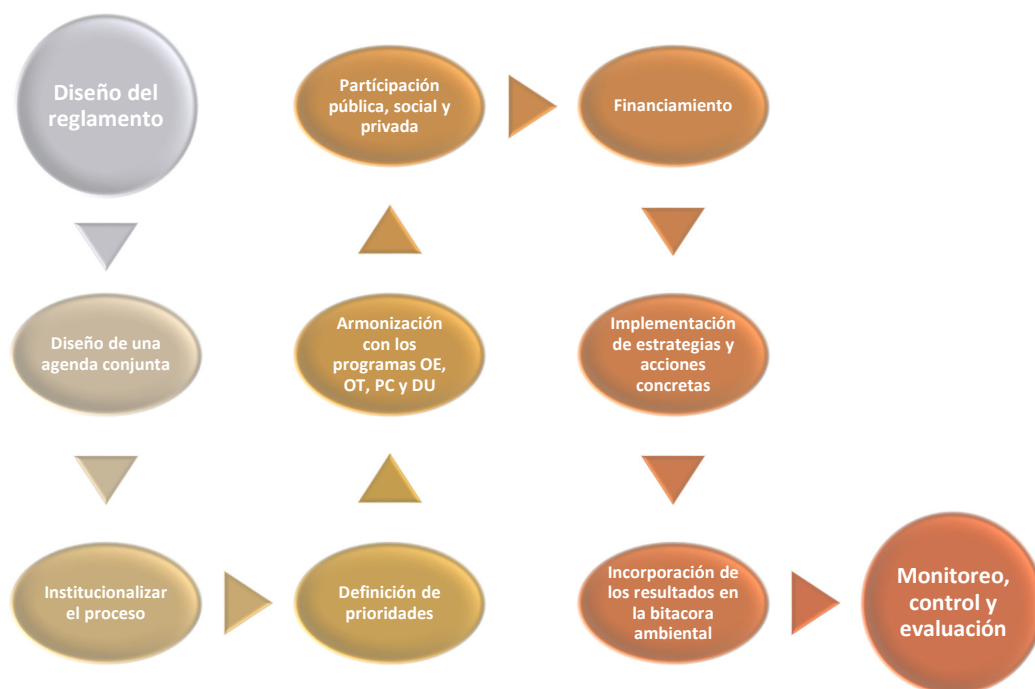 Diseño del
reglamento
Diseño de una
agenda conjunta
Institucionalizar
el proceso
Definición de
prioridades
Armonización
con los
programas OE,
OT, PC y DU
Partícipación
pública, social y
privada
Financiamiento
Implementación
de estrategias y
acciones
concretas
Incorporación de
los resultados en
la bitacora
ambiental
Monitoreo,
control y
evaluación